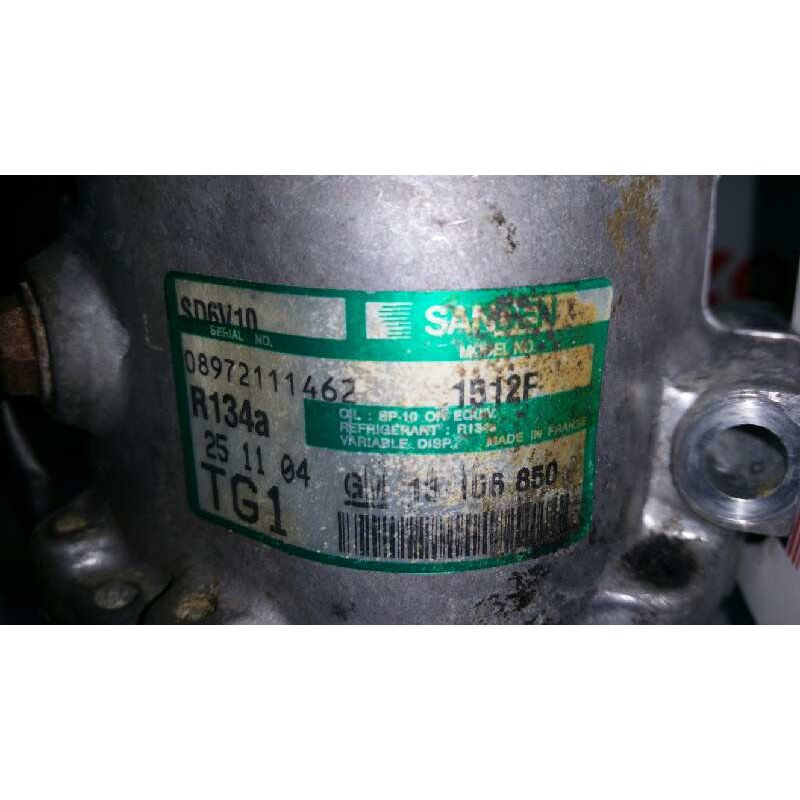 SD6V10
SERIAL NO.
SANDEN
MODEL NO.
08972111462
1512F
R134a
OIL : SP-10 OR EQUIV.
REFRIGERANT : R134a
VARIABLE DISP.
MADE IN FRANCE
25 11 04
TG1
GM 13 106 850